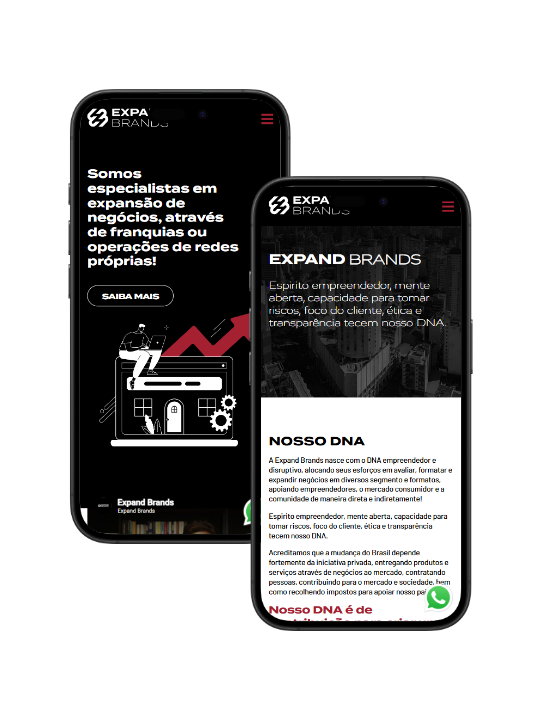 EXPA
BRANDS
Somos
especialistas em
expansão de
negócios, através
de franquias ou
operações de redes
próprias!
SAIBA MAIS
Expand Brands
Expand Brands
EXPA
BRANDS
EXPAND BRANDS
Espirito empreendedor, mente
aberta, capacidade para tomar
riscos, foco do cliente, ética e
transparência tecem nosso DNA.
NOSSO DNA
A Expand Brands nasce com o DNA empreendedor e
disruptivo, alocando seus esforços em avaliar, formatar e
expandir negócios em diversos segmento e formatos,
apoiando empreendedores, o mercado consumidor e a
comunidade de maneira direta e indiretamente!
Espirito empreendedor, mente aberta, capacidade para
tomar riscos, foco do cliente, ética e transparência
tecem nosso DNA.
Acreditamos que a mudança do Brasil depende
fortemente da iniciativa privada, entregando produtos e
serviços através de negócios ao mercado, contratando
pessoas, contribuindo para o mercado e sociedade, bem
como recolhendo impostos para apoiar nosso
Nosso DNA é de